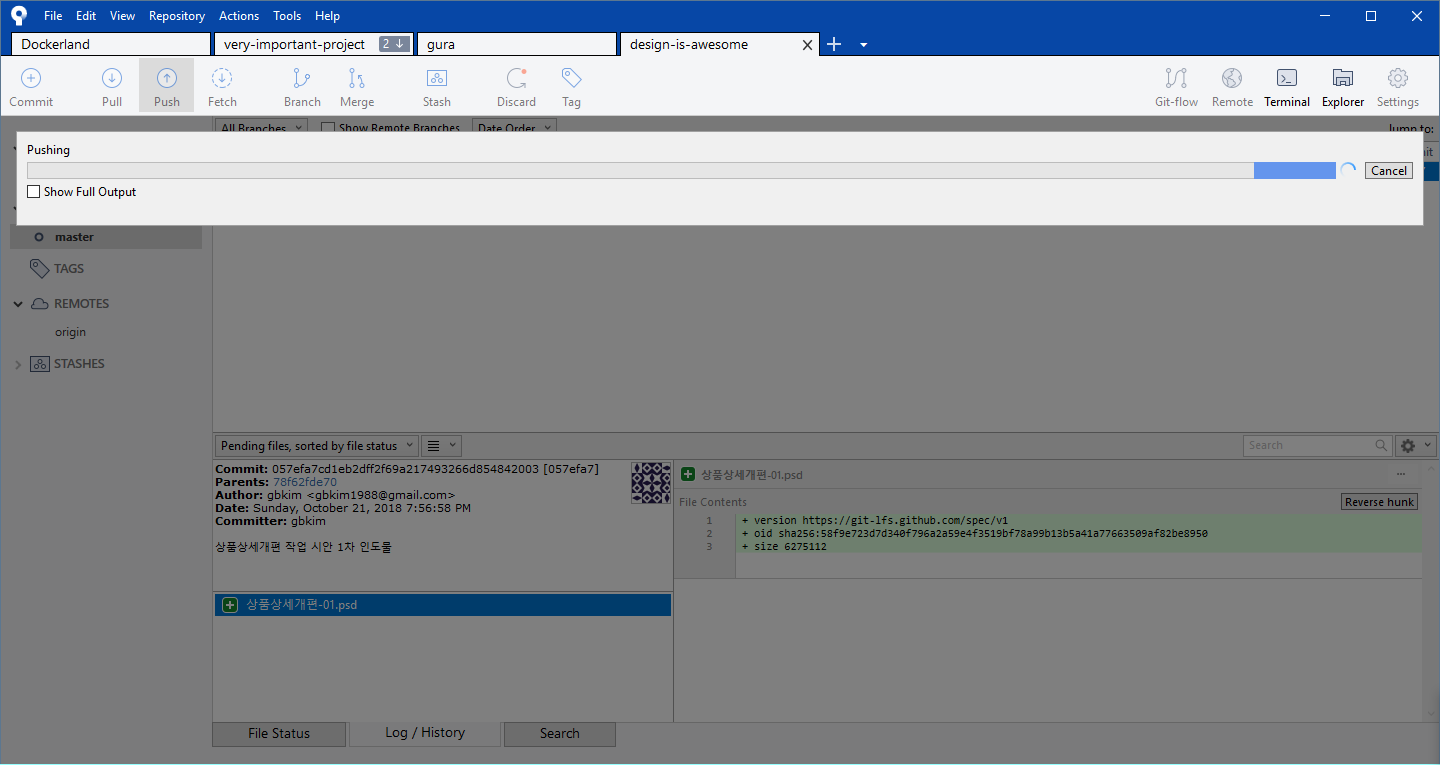 File Edit View Repository Actions Tools Help
Dockerland very-important-project 2 gura design-is-awesome
Commit Pull Push Fetch Branch Merge Stash Discard Tag Git-flow Remote Terminal Explorer Settings
All Branches Show Remote Branches Date Order Jump to:
Pushing
Cancel
Show Full Output
master
TAGS
REMOTES
origin
STASHES
Pending files, sorted by file status Search
Commit: 057efa7cd1eb2dff2f69a217493266d854842003 [057efa7]
Parents: 78f62fde70
Author: gbkim <gbkim1988@gmail.com>
Date: Sunday, October 21, 2018 7:56:58 PM
Committer: gbkim
상품상세개편 작업 시안 1차 인도물
상품상세개편-01.psd
상품상세개편-01.psd
File Contents Reverse hunk
1 + version https://git-lfs.github.com/spec/v1
2 + oid sha256:58f9e723d7d340f796a2a59e4f3519bf78a99b13b5a41a77663509af82be8950
3 + size 6275112
File Status Log / History Search